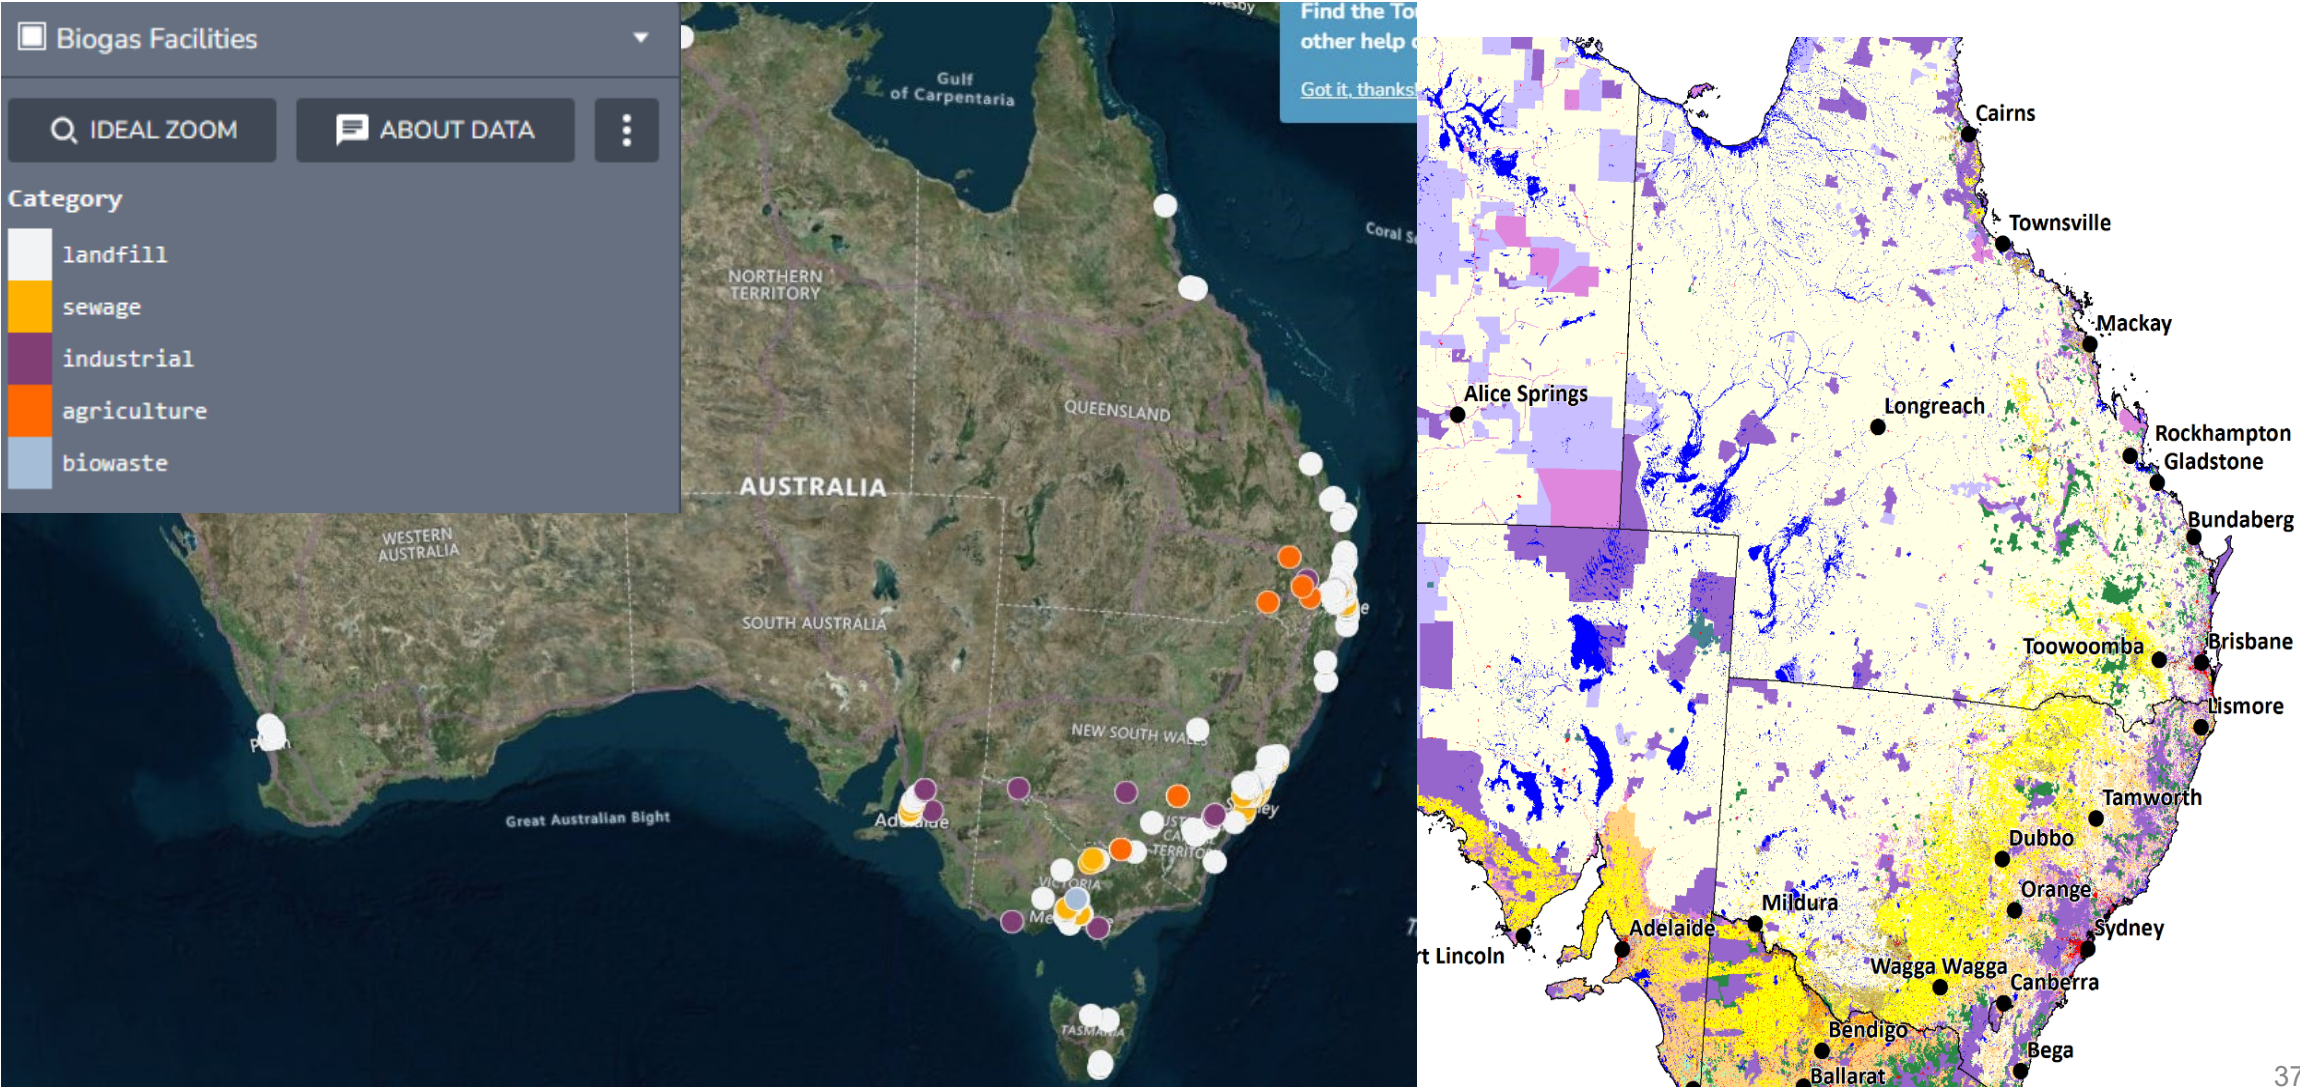 Biogas Facilities
IDEAL ZOOM
ABOUT DATA
Category
landfill
sewage
industrial
agriculture
biowaste
Find the
other help
Got it, thanks
Gulf
of Carpentaria
Coral
NORTHERN
TERRITORY
QUEENSLAND
AUSTRALIA
WESTERN
AUSTRALIA
SOUTH AUSTRALIA
NEW SOUTH WALES
Great Australian Bight
VICTORIA
TASMANIA
Cairns
Townsville
Mackay
Alice Springs
Longreach
Rockhampton
Gladstone
Bundaberg
Toowoomba
Brisbane
Lismore
Tamworth
Dubbo
Orange
Mildura
Adelaide
Sydney
rt Lincoln
Wagga Wagga
Canberra
Bendigo
Bega
Ballarat
37